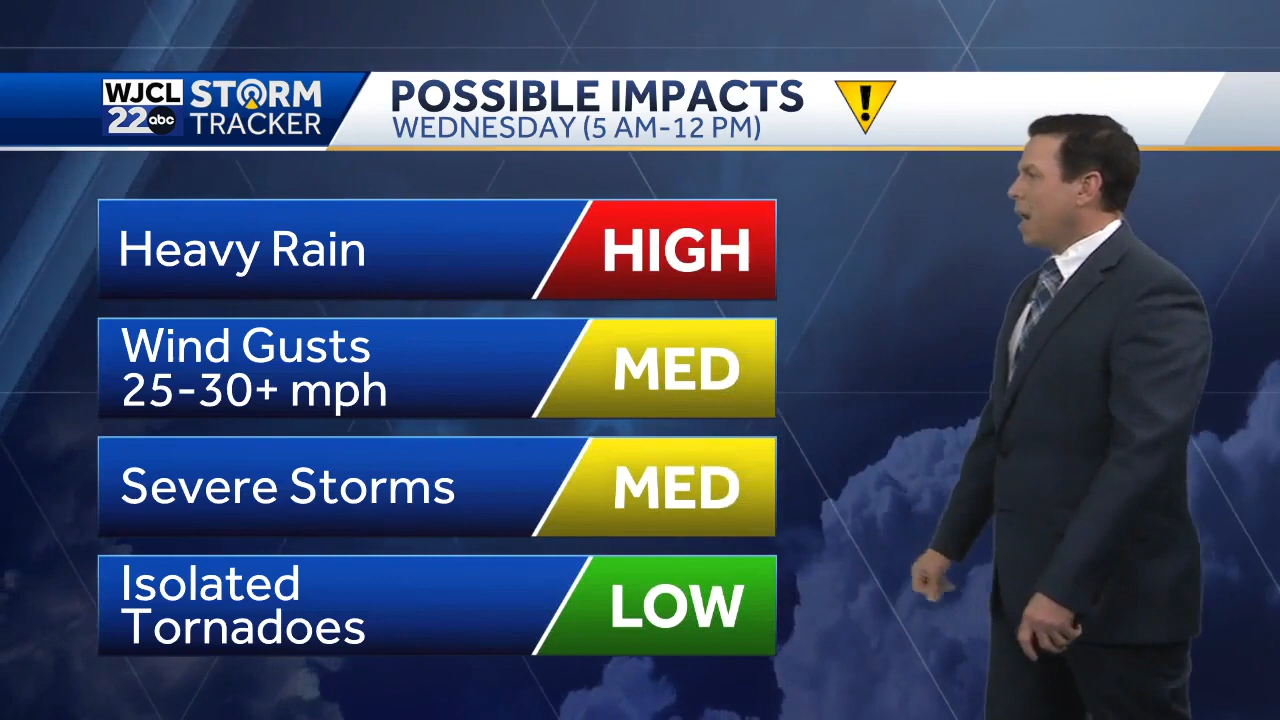 WJCL
22 abc
STORM
TRACKER
POSSIBLE IMPACTS
WEDNESDAY (5 AM-12 PM)
!
Heavy Rain
HIGH
Wind Gusts
25-30+ mph
MED
Severe Storms
MED
Isolated
Tornadoes
LOW